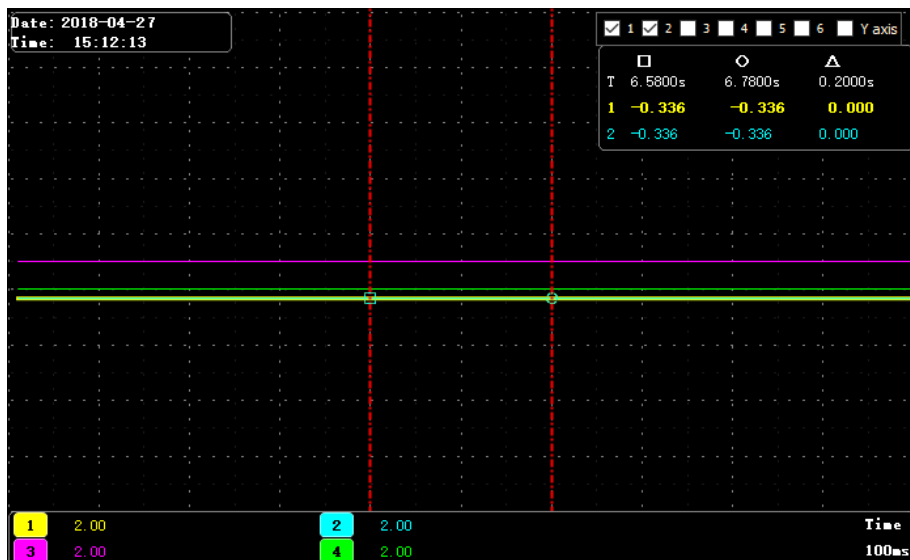 Date: 2018-04-27
Time: 15:12:13
1 2 3 4 5 6 Y axis
T 6.5800s 6.7800s 0.2000s
1 -0.336 -0.336 0.000
2 -0.336 -0.336 0.000
1 2.00 2 2.00 Time
3 2.00 4 2.00 100ms